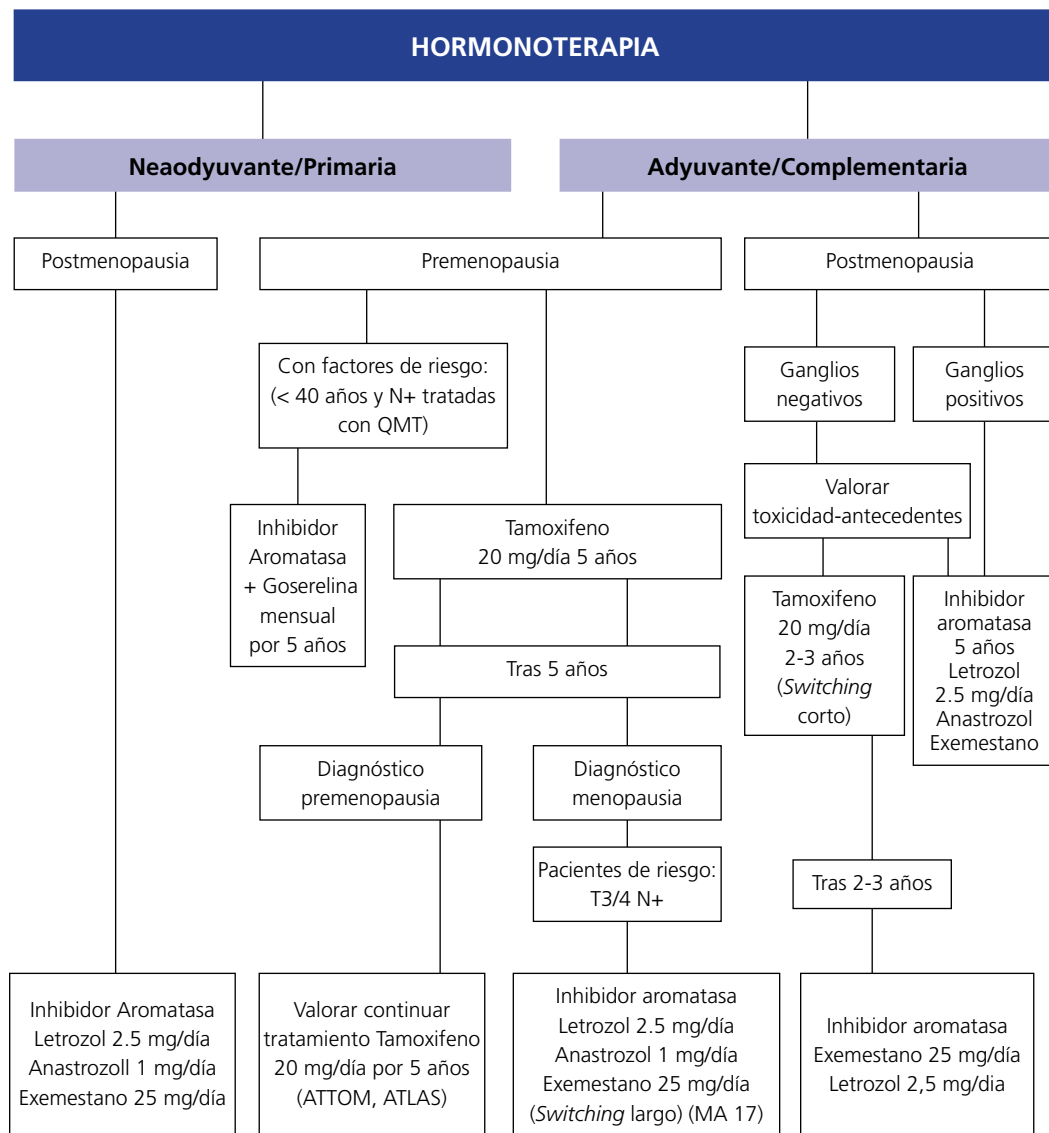 HORMONOTERAPIA
Neaodyuvante/Primaria
Adyuvante/Complementaria
Postmenopausia
Premenopausia
Postmenopausia
Con factores de riesgo:
(< 40 años y N+ tratadas
con QMT)
Ganglios
negativos
Ganglios
positivos
Valorar
toxicidad-antecedentes
Inhibidor
Aromatasa
+ Goserelina
mensual
por 5 años
Tamoxifeno
20 mg/día 5 años
Tamoxifeno
20 mg/día
2-3 años
(Switching
corto)
Inhibidor
aromatasa
5 años
Letrozol
2.5 mg/día
Anastrozol
Exemestano
Tras 5 años
Diagnóstico
premenopausia
Diagnóstico
menopausia
Pacientes de riesgo:
T3/4 N+
Tras 2-3 años
Inhibidor Aromatasa
Letrozol 2.5 mg/día
Anastrozoll 1 mg/día
Exemestano 25 mg/día
Valorar continuar
tratamiento Tamoxifeno
20 mg/día por 5 años
(ATTOM, ATLAS)
Inhibidor aromatasa
Letrozol 2.5 mg/día
Anastrozol 1 mg/día
Exemestano 25 mg/día
(Switching largo) (MA 17)
Inhibidor aromatasa
Exemestano 25 mg/día
Letrozol 2,5 mg/dia